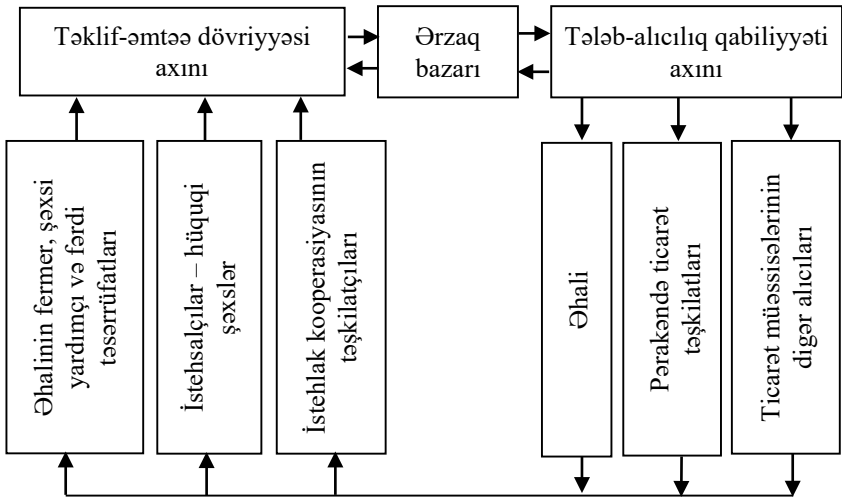 Təklif-əmtəə dövriyyəsi
axını
Ərzaq
bazarı
Tələb-alıcılıq qabiliyyəti
axını
Əhalinin fermer, şəxsi
yardımçı və fərdi
təsərrüfatları
İstehsalçılar – hüquqi
şəxslər
İstehlak kooperasiyasının
təşkilatçıları
Əhali
Pərakəndə ticarət
təşkilatları
Ticarət müəssisələrinin
digər alıcıları